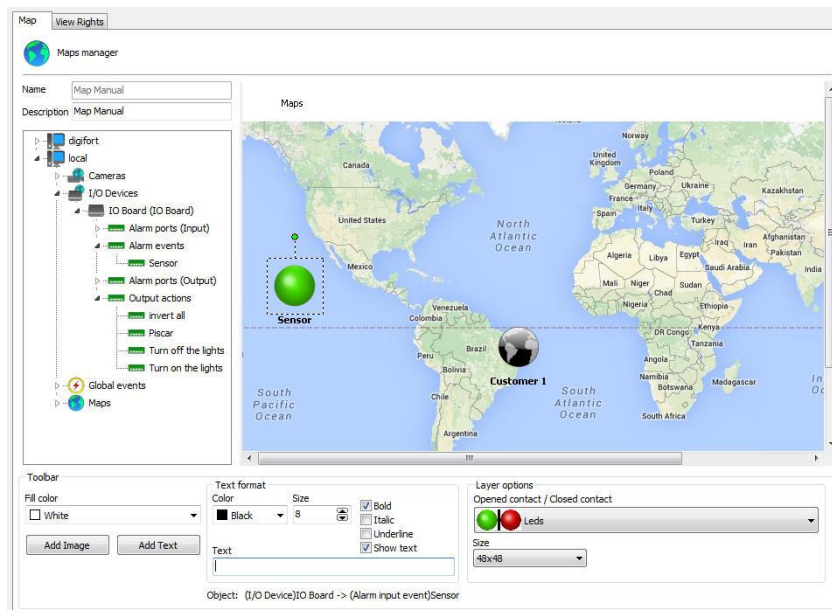 Map
View Rights
Maps manager
Name
Map Manual
Description
Map Manual
digifort
local
Cameras
I/O Devices
IO Board (IO Board)
Alarm ports (Input)
Alarm events
Sensor
Alarm ports (Output)
Output actions
invert all
Piscar
Turn off the lights
Turn on the lights
Global events
Maps
Maps
Norway
United Kingdom
Canada
Poland
Germany
Ukraine
France
Kazakhstan
Italy
Spain
Turkey
United States
North Atlantic Ocean
Iraq
Iran
Afghanistan
Pakistan
Algeria
Libya
Egypt
Saudi Arabia
India
Mexico
Mali
Niger
Sudan
Chad
Sensor
Venezuela
Nigeria
Ethiopia
Colombia
DR Congo
Kenya
Brazil
Tanzania
Peru
Angola
Bolivia
Customer 1
Namibia
Botswana
Madagascar
South Pacific Ocean
Chile
South Atlantic Ocean
South Africa
Argentina
Toolbar
Fill color
White
Add Image
Add Text
Text format
Color
Black
Size
8
Bold
Italic
Underline
Show text
Text
Layer options
Opened contact / Closed contact
Leds
Size
48x48
Object: (I/O Device)IO Board -> (Alarm input event)Sensor